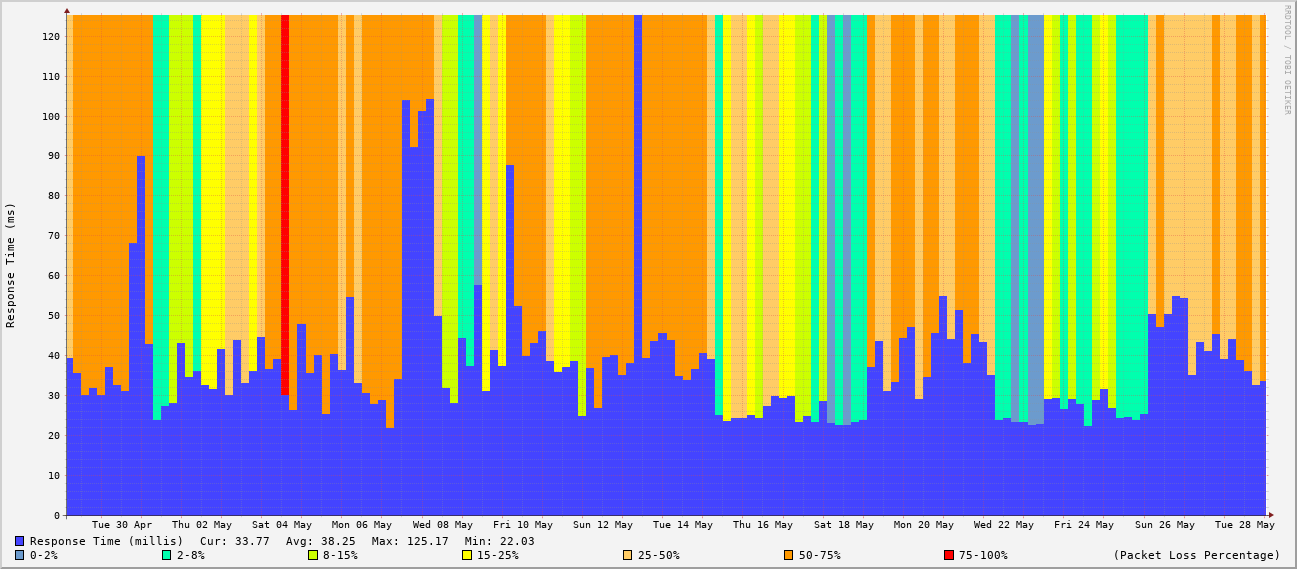 RRDTOOL / TOBI OETIKER
Response Time (ms)
120
110
100
90
80
70
60
50
40
30
20
10
0
Tue 30 Apr Thu 02 May Sat 04 May Mon 06 May Wed 08 May Fri 10 May Sun 12 May Tue 14 May Thu 16 May Sat 18 May Mon 20 May Wed 22 May Fri 24 May Sun 26 May Tue 28 May
Response Time (millis) Cur: 33.77 Avg: 38.25 Max: 125.17 Min: 22.03
0-2% 2-8% 8-15% 15-25% 25-50% 50-75% 75-100% (Packet Loss Percentage)